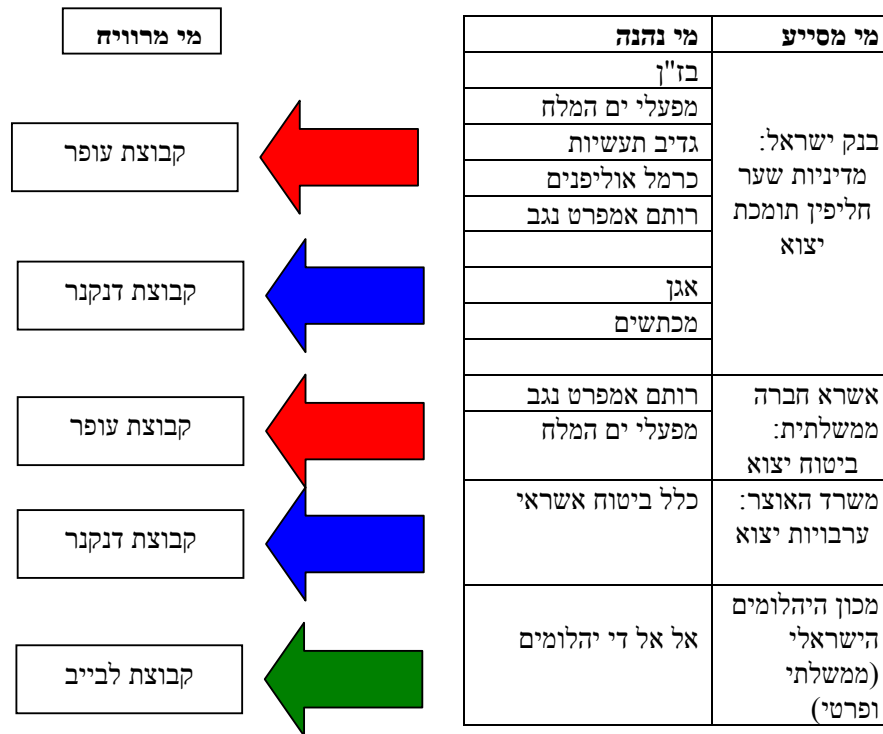 מי מסייע
מי נהנה
מי מרוויח
בנק ישראל:
מדיניות שער
חליפין תומכת
יצוא
בז"ן
מפעלי ים המלח
גדיב תעשיות
כרמל אוליפנים
רותם אמפרט נגב
קבוצת עופר
אגן
מכתשים
קבוצת דנקנר
אשרא חברה
ממשלתית:
ביטוח יצוא
רותם אמפרט נגב
מפעלי ים המלח
קבוצת עופר
משרד האוצר:
ערבויות יצוא
כלל ביטוח אשראי
קבוצת דנקנר
מכון היהלומים
הישראלי
(ממשלתי
ופרטי)
אל אל די יהלומים
קבוצת לבייב